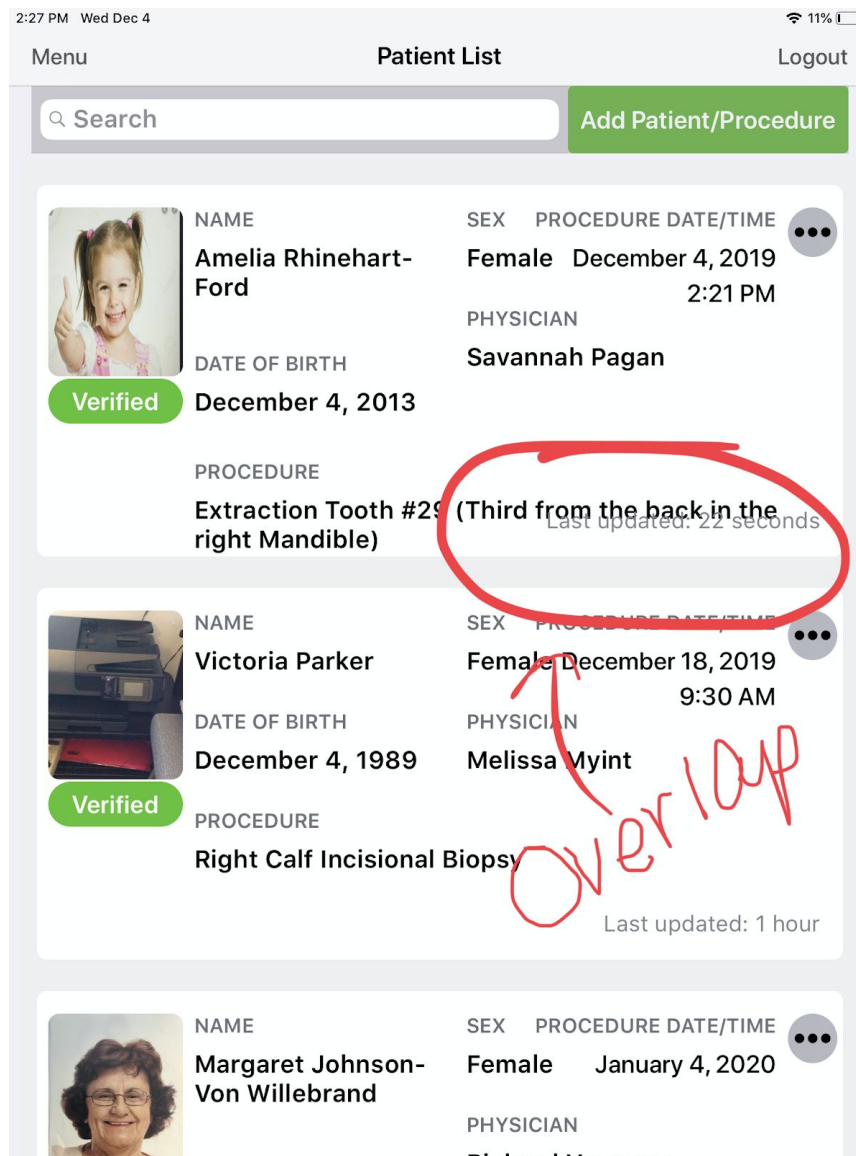 2:27 PM Wed Dec 4 11%
Menu Patient List Logout
Search Add Patient/Procedure
NAME SEX PROCEDURE DATE/TIME
Amelia Rhinehart- Female December 4, 2019
Ford 2:21 PM
PHYSICIAN
Savannah Pagan
DATE OF BIRTH
Verified December 4, 2013
PROCEDURE
Extraction Tooth #29 (Third from the back in the
Last updated: 22 seconds
right Mandible)
NAME SEX PROCEDURE DATE/TIME
Victoria Parker Female December 18, 2019
9:30 AM
DATE OF BIRTH PHYSICIAN
December 4, 1989 Melissa Myint
Verified
PROCEDURE
Right Calf Incisional Biopsy
overlap
Last updated: 1 hour
NAME SEX PROCEDURE DATE/TIME
Margaret Johnson- Female January 4, 2020
Von Willebrand
PHYSICIAN